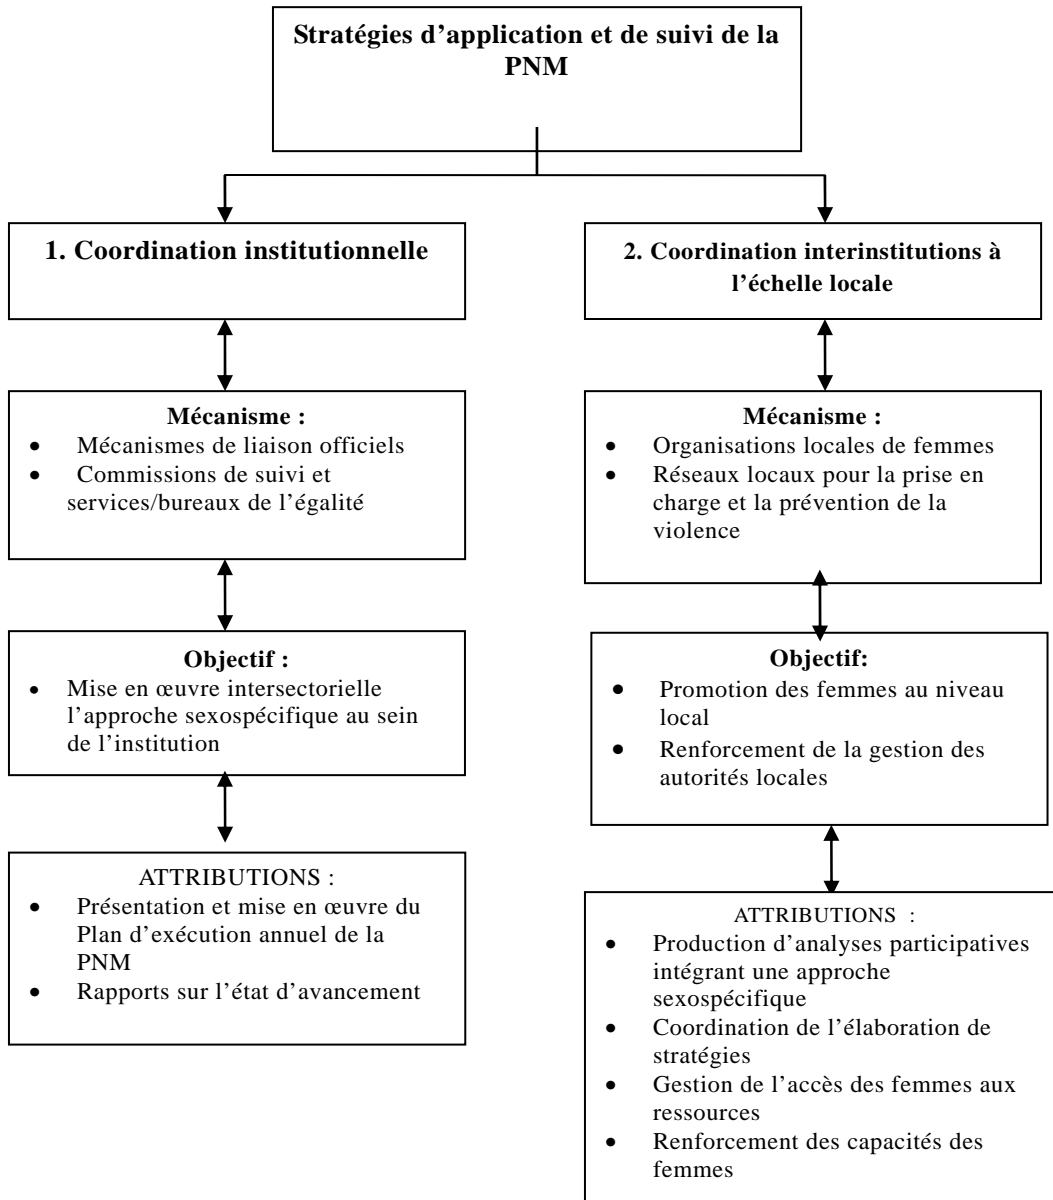 Stratégies d’application et de suivi de la
PNM
1. Coordination institutionnelle
2. Coordination interinstitutions à
l’échelle locale
Mécanisme :
• Mécanismes de liaison officiels
• Commissions de suivi et
services/bureaux de l’égalité
Mécanisme :
• Organisations locales de femmes
• Réseaux locaux pour la prise en
charge et la prévention de la
violence
Objectif :
• Mise en œuvre intersectorielle
l’approche sexospécifique au sein
de l’institution
Objectif:
• Promotion des femmes au niveau
local
• Renforcement de la gestion des
autorités locales
ATTRIBUTIONS :
• Présentation et mise en œuvre du
Plan d’exécution annuel de la
PNM
• Rapports sur l’état d’avancement
ATTRIBUTIONS :
• Production d’analyses participatives
intégrant une approche
sexospécifique
• Coordination de l’élaboration de
stratégies
• Gestion de l’accès des femmes aux
ressources
• Renforcement des capacités des
femmes